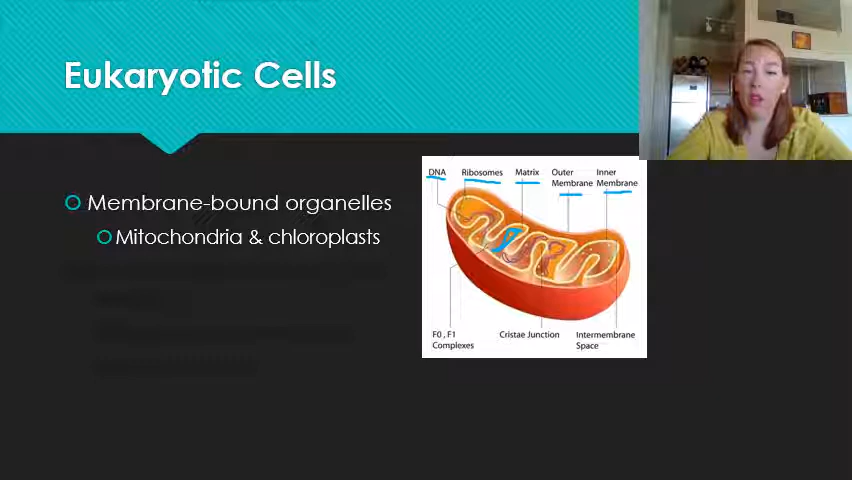 Eukaryotic Cells
Membrane-bound organelles
Mitochondria & chloroplasts
DNA
Ribosomes
Matrix
Outer
Membrane
Inner
Membrane
F0 , F1
Complexes
Cristae Junction
Intermembrane
Space